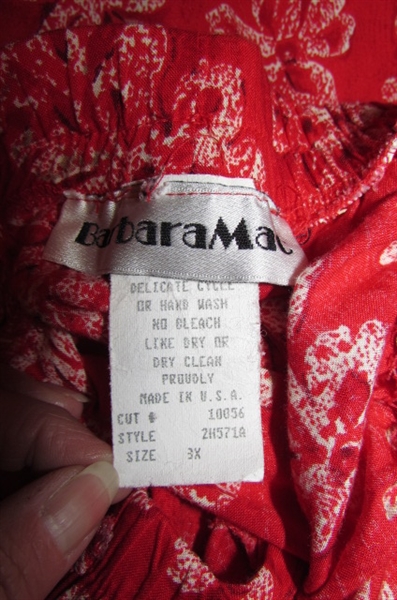 BarbaraMac
DELICATE CYCLE
OR HAND WASH
NO BLEACH
LINE DRY OR
DRY CLEAN
PROUDLY
MADE IN U.S.A.
CUT # 10056
STYLE 2H571A
SIZE 3X